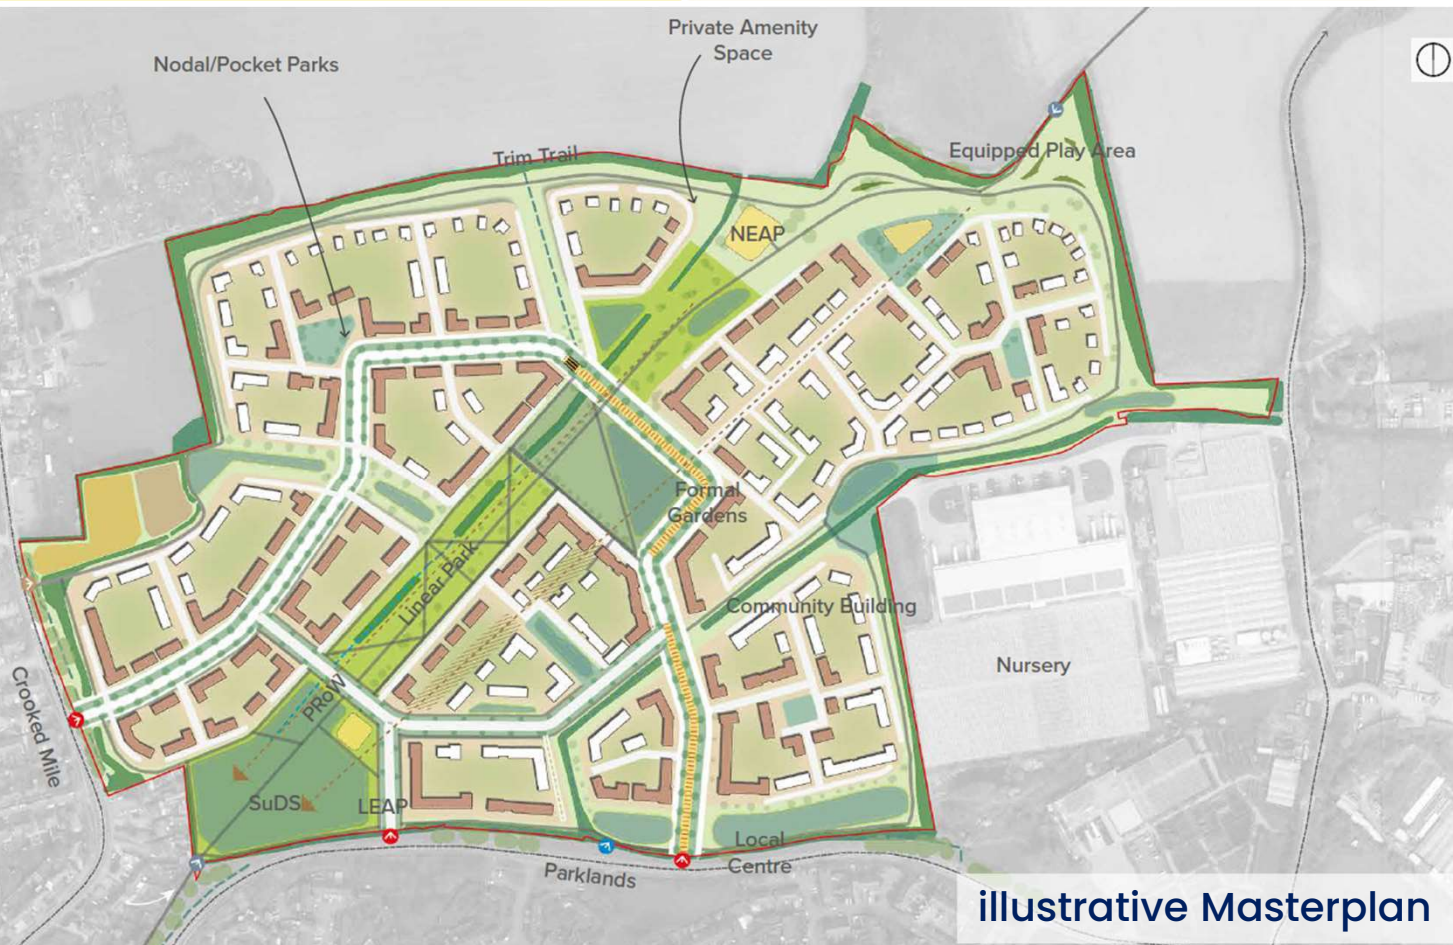 Private Amenity
Space
Nodal/Pocket Parks
Trim Trail
Equipped Play Area
NEAP
Formal
Gardens
Linear Park
Community Building
Nursery
Crooked Mile
PRoW
SuDS
LEAP
Local
Centre
Parklands
illustrative Masterplan